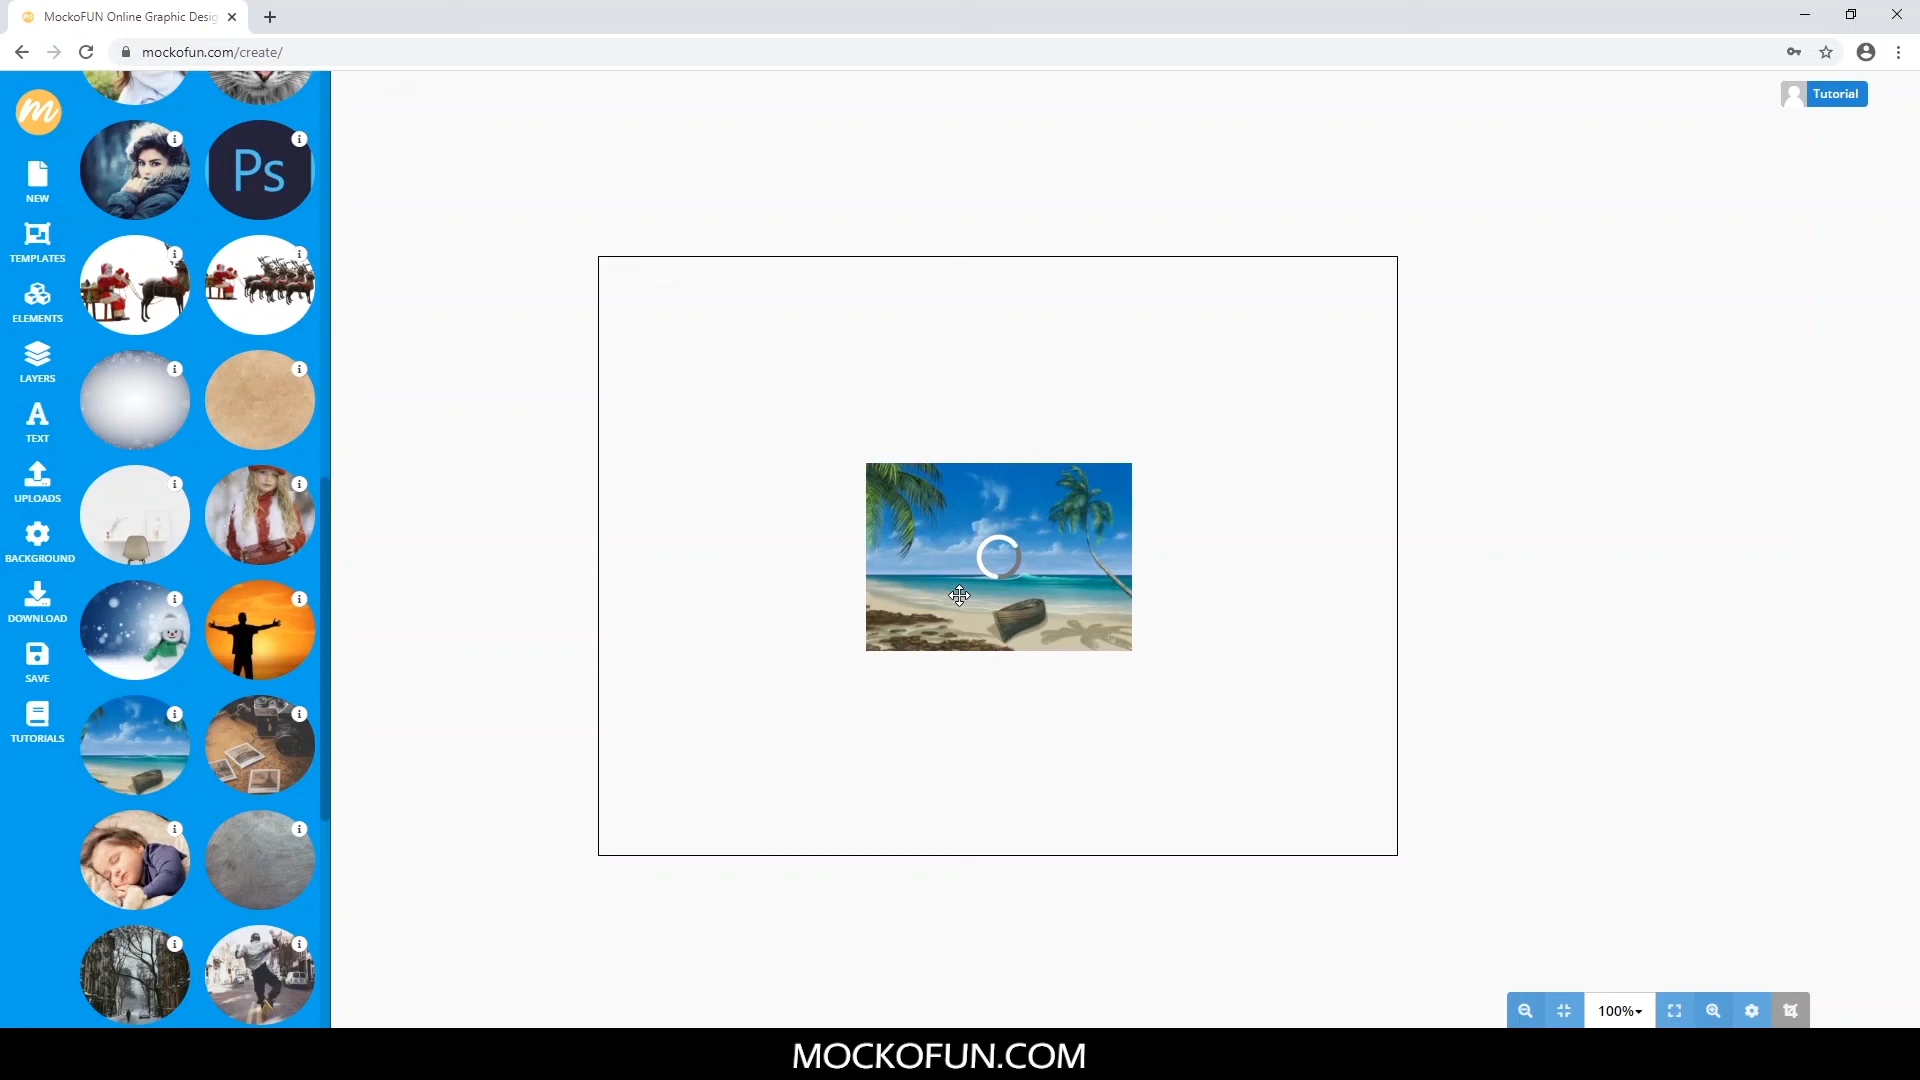 MockoFUN Online Graphic Desig
mockofun.com/create/
Tutorial
m
NEW
TEMPLATES
ELEMENTS
LAYERS
TEXT
UPLOADS
BACKGROUND
DOWNLOAD
SAVE
TUTORIALS
Ps
100%
MOCKOFUN.COM